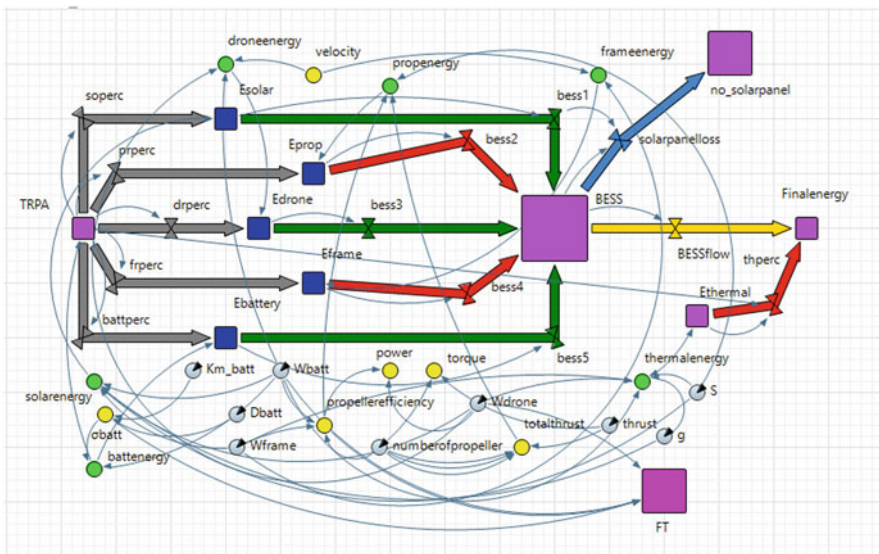 droneenergy
velocity
propenergy
frameenergy
no_solarpanel
soperc
Esolar
bess1
solarpanelloss
prperc
Eprop
bess2
TRPA
drperc
Edrone
bess3
BESS
Finalenergy
frperc
Eframe
bess4
BESSflow
thperc
battperc
Ebattery
Ethermal
bess5
thermalenergy
power
torque
Km_batt
Wbatt
solarenergy
propellerefficiency
Wdrone
S
σbatt
Dbatt
totalthrust
thrust
g
battenergy
Wframe
numberofpropeller
FT